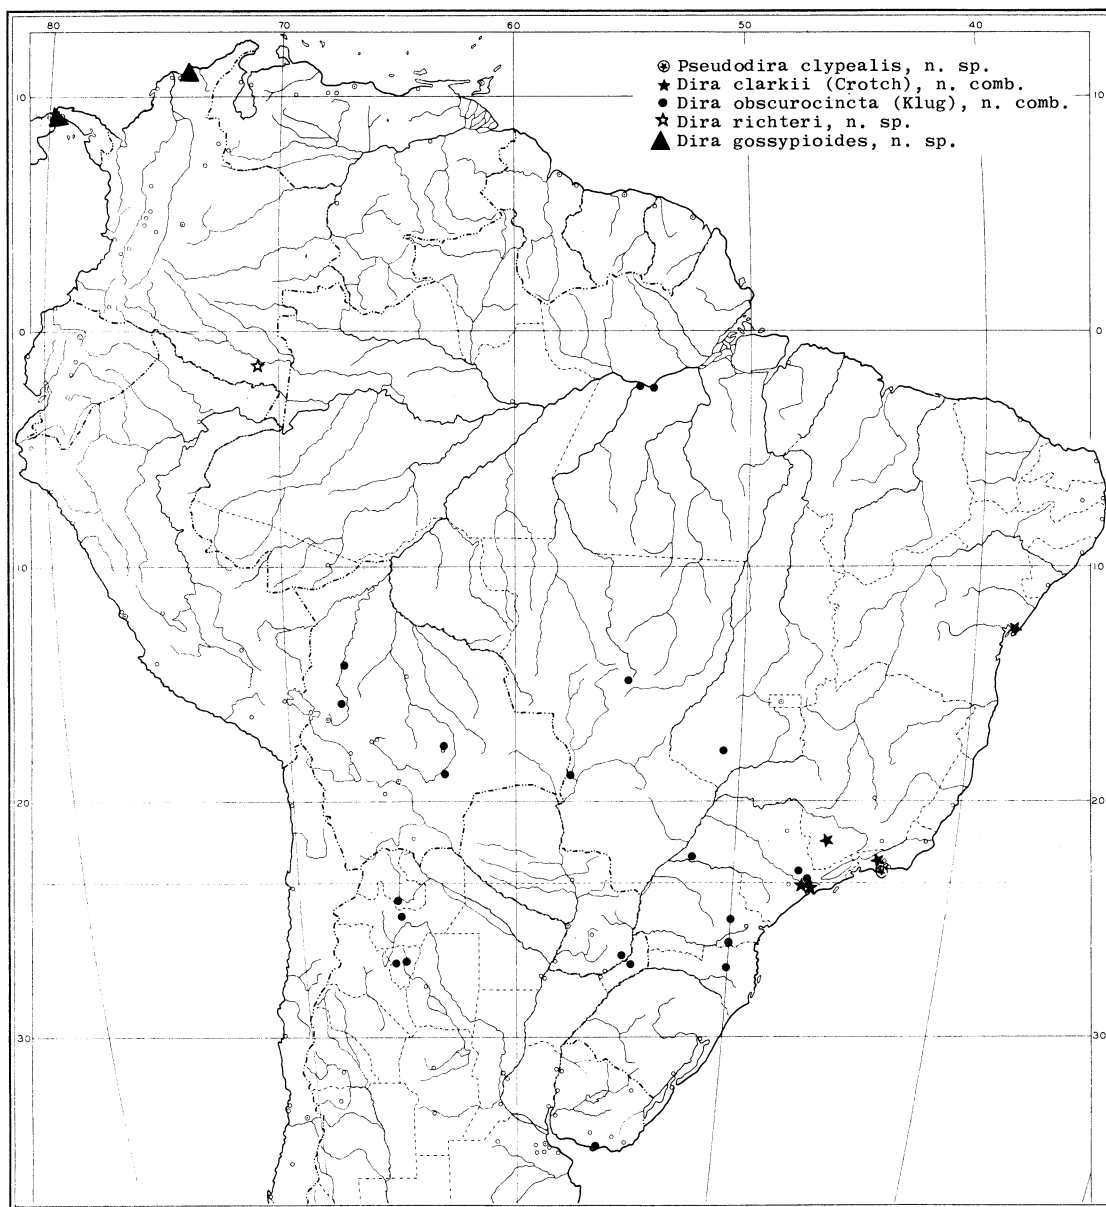 80 70 60 50 40
Pseudodira clypealis, n. sp.
Dira clarkii (Crotch), n. comb.
10 Dira obscurocincta (Klug), n. comb. 10
Dira richteri, n. sp.
Dira gossypioides, n. sp.
0 0
10 10
20 20
30 30